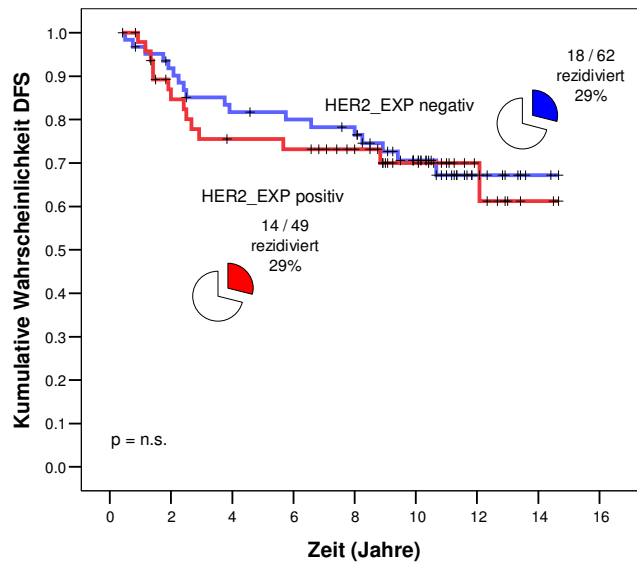 Kumulative Wahrscheinlichkeit DFS
1.0
0.9
0.8
0.7
0.6
0.5
0.4
0.3
0.2
0.1
0.0
HER2_EXP negativ
18 / 62
rezidiviert
29%
HER2_EXP positiv
14 / 49
rezidiviert
29%
p = n.s.
0 2 4 6 8 10 12 14 16
Zeit (Jahre)